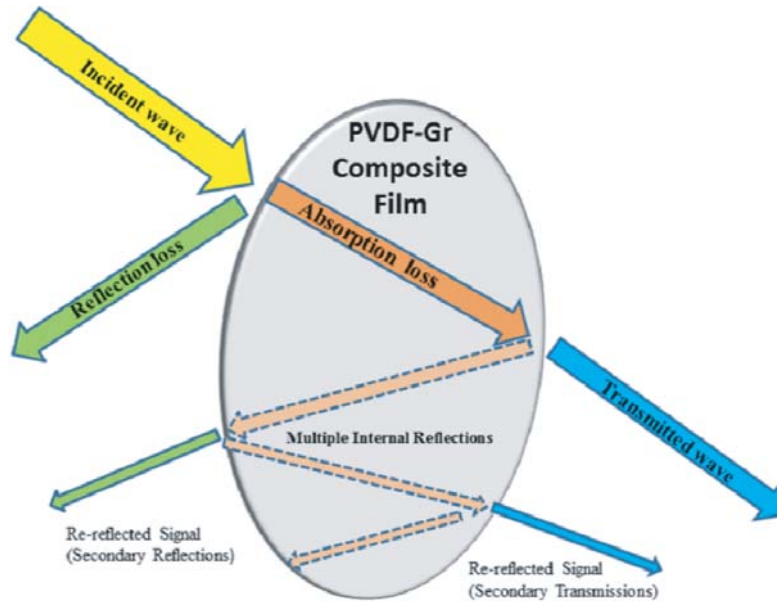 Incident wave
PVDF-Gr
Composite
Film
Absorption loss
Reflection loss
Transmitted wave
Multiple Internal Reflections
Re-reflected Signal
(Secondary Reflections)
Re-reflected Signal
(Secondary Transmissions)